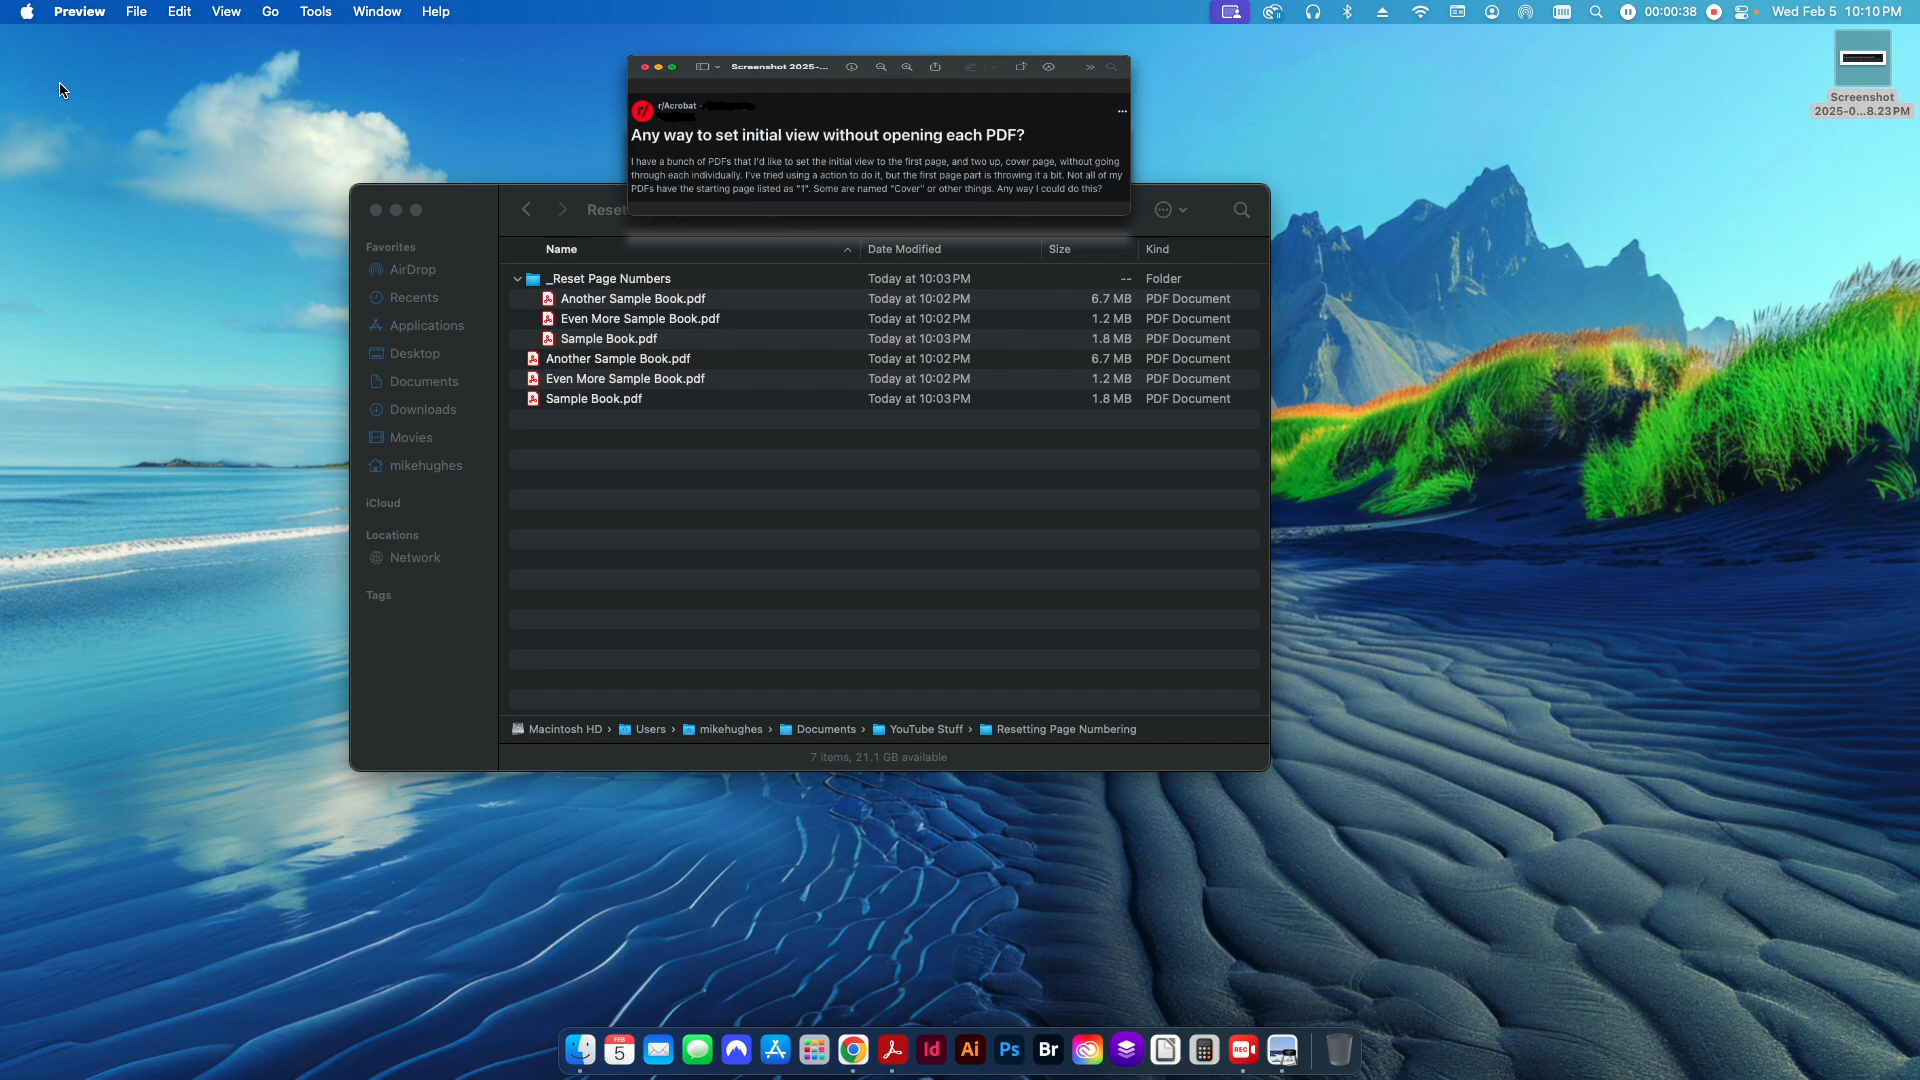 Preview File Edit View Go Tools Window Help
00:00:38 Wed Feb 5 10:10 PM
Screenshot
2025-0...8.23 PM
Screenshot 2025-...
r/Acrobat
Any way to set initial view without opening each PDF?
I have a bunch of PDFs that I'd like to set the initial view to the first page, and two up, cover page, without going
through each individually. I've tried using a action to do it, but the first page part is throwing it a bit. Not all of my
PDFs have the starting page listed as "1". Some are named "Cover" or other things. Any way I could do this?
Favorites
AirDrop
Recents
Applications
Desktop
Documents
Downloads
Movies
mikehughes
iCloud
Locations
Network
Tags
Name Date Modified Size Kind
_Reset Page Numbers Today at 10:03 PM -- Folder
Another Sample Book.pdf Today at 10:02 PM 6.7 MB PDF Document
Even More Sample Book.pdf Today at 10:02 PM 1.2 MB PDF Document
Sample Book.pdf Today at 10:03 PM 1.8 MB PDF Document
Another Sample Book.pdf Today at 10:02 PM 6.7 MB PDF Document
Even More Sample Book.pdf Today at 10:02 PM 1.2 MB PDF Document
Sample Book.pdf Today at 10:03 PM 1.8 MB PDF Document
Macintosh HD › Users › mikehughes › Documents › YouTube Stuff › Resetting Page Numbering
7 items, 21.1 GB available
FEB
5
Id Ai Ps Br REC